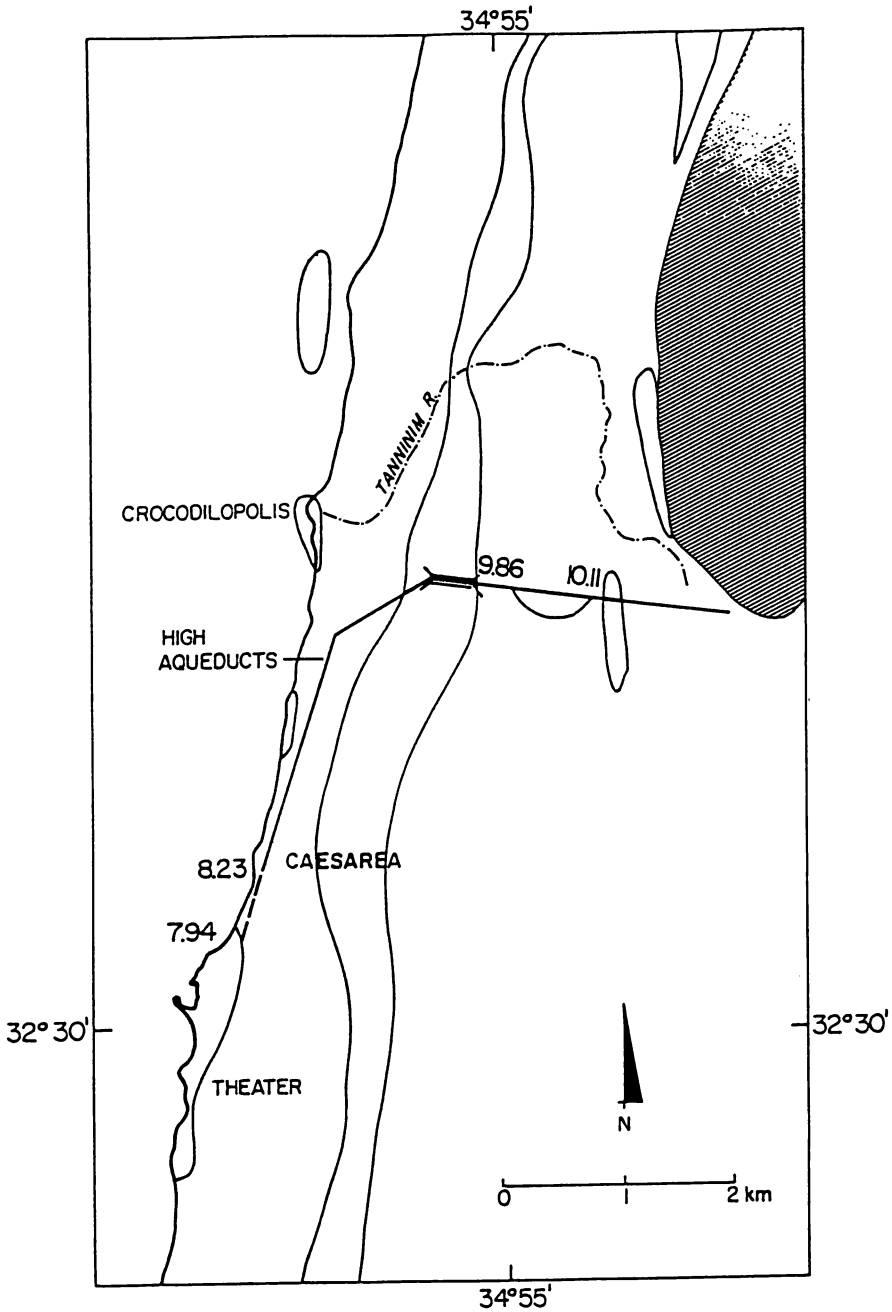 34°55'
TANNINIM R.
CROCODILOPOLIS
9.86
10.11
HIGH
AQUEDUCTS
8.23
CAESAREA
7.94
32°30'
32°30'
THEATER
N
0 1 2 km
34°55'